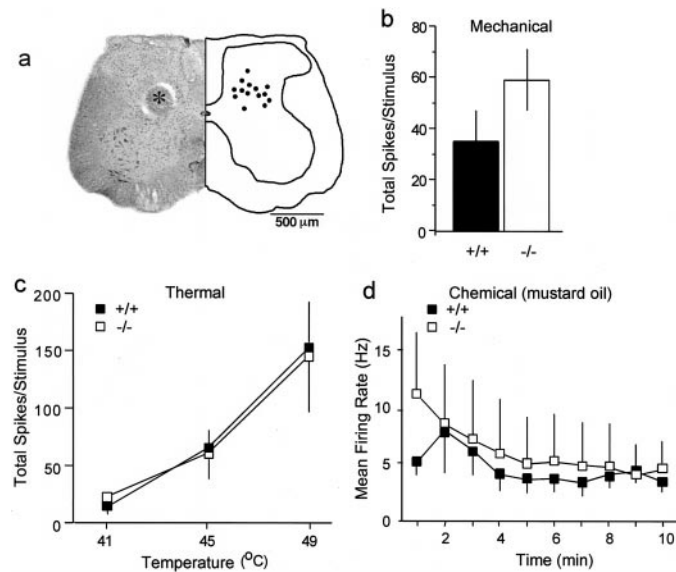 a
*
500 µm
b
Mechanical
Total Spikes/Stimulus
80
60
40
20
0
+/+
-/-
c
Thermal
+/+
-/-
Total Spikes/Stimulus
200
150
100
50
0
41
45
49
Temperature (°C)
d
Chemical (mustard oil)
+/+
-/-
Mean Firing Rate (Hz)
15
10
5
0
2
4
6
8
10
Time (min)